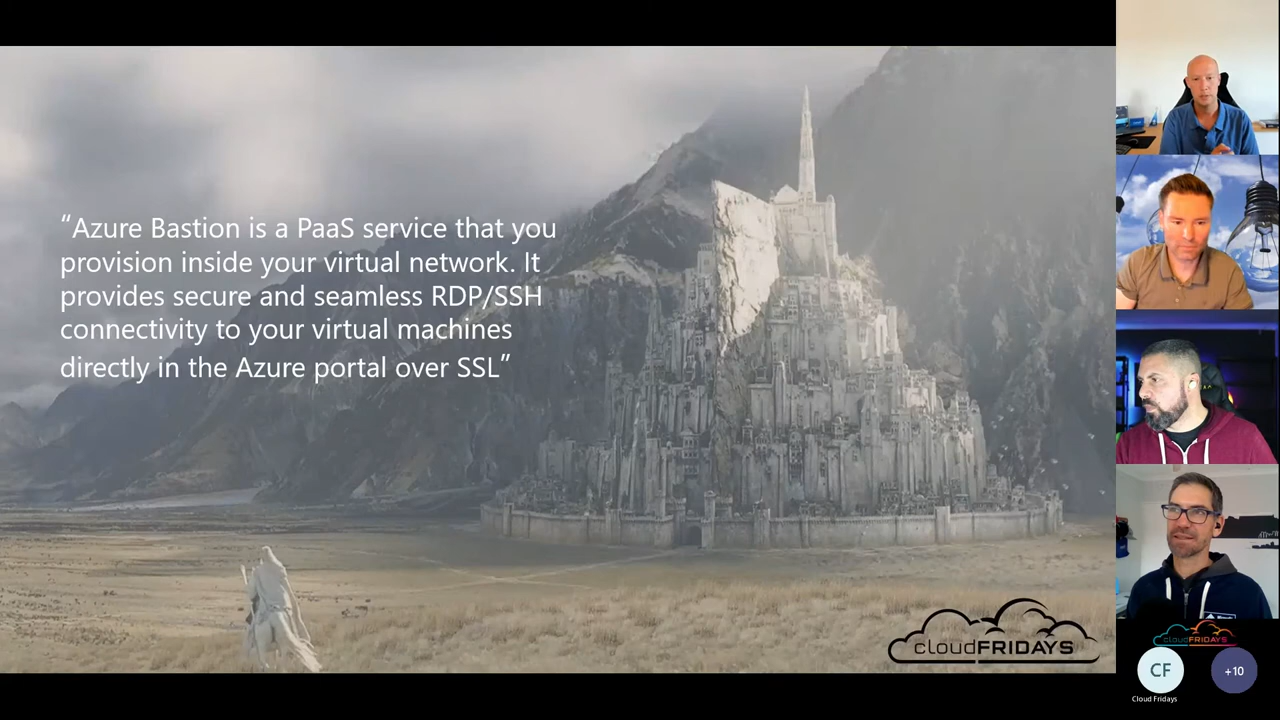 “Azure Bastion is a PaaS service that you
provision inside your virtual network. It
provides secure and seamless RDP/SSH
connectivity to your virtual machines
directly in the Azure portal over SSL”
cloudFRIDAYS
cloudFRIDAYS
CF
+10
Cloud Fridays